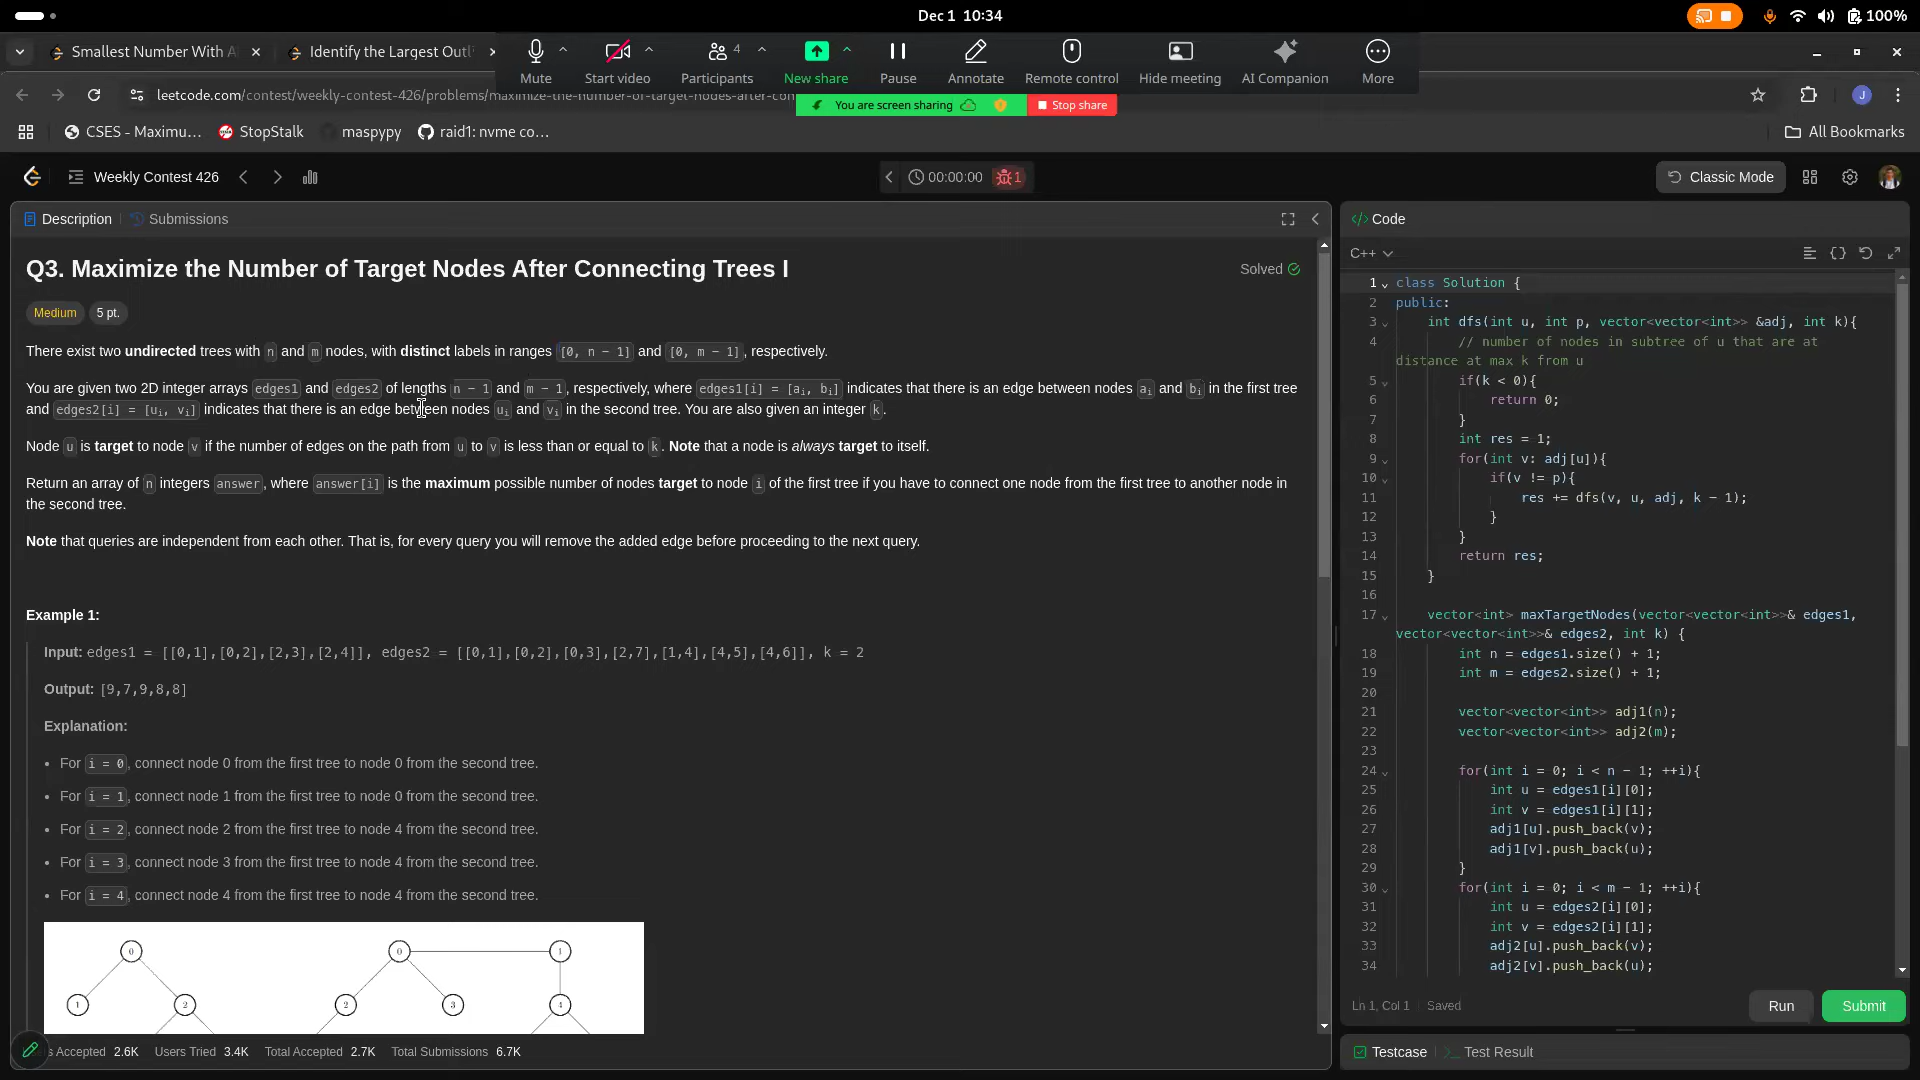 Dec 1 10:34
100%
Smallest Number With A
Identify the Largest Outl
Mute
Start video
4
Participants
New share
Pause
Annotate
Remote control
Hide meeting
AI Companion
More
leetcode.com/contest/weekly-contest-426/problems/maximize-the-number-of-target-nodes-after-con
You are screen sharing
Stop share
J
CSES - Maximu...
StopStalk
maspypy
raid1: nvme co...
All Bookmarks
Weekly Contest 426
00:00:00
1
Classic Mode
Description
Submissions
Q3. Maximize the Number of Target Nodes After Connecting Trees I
Solved
Medium
5 pt.
There exist two undirected trees with n and m nodes, with distinct labels in ranges [0, n - 1] and [0, m - 1], respectively.
You are given two 2D integer arrays edges1 and edges2 of lengths n - 1 and m - 1, respectively, where edges1[i] = [ai, bi] indicates that there is an edge between nodes ai and bi in the first tree
and edges2[i] = [ui, vi] indicates that there is an edge between nodes ui and vi in the second tree. You are also given an integer k.
Node u is target to node v if the number of edges on the path from u to v is less than or equal to k. Note that a node is always target to itself.
Return an array of n integers answer, where answer[i] is the maximum possible number of nodes target to node i of the first tree if you have to connect one node from the first tree to another node in
the second tree.
Note that queries are independent from each other. That is, for every query you will remove the added edge before proceeding to the next query.
Example 1:
Input: edges1 = [[0,1],[0,2],[2,3],[2,4]], edges2 = [[0,1],[0,2],[0,3],[2,7],[1,4],[4,5],[4,6]], k = 2
Output: [9,7,9,8,8]
Explanation:
• For i = 0, connect node 0 from the first tree to node 0 from the second tree.
• For i = 1, connect node 1 from the first tree to node 0 from the second tree.
• For i = 2, connect node 2 from the first tree to node 4 from the second tree.
• For i = 3, connect node 3 from the first tree to node 4 from the second tree.
• For i = 4, connect node 4 from the first tree to node 4 from the second tree.
0 0 1
1 2 2 3 4
Accepted 2.6K
Users Tried 3.4K
Total Accepted 2.7K
Total Submissions 6.7K
</> Code
C++
1 class Solution {
2 public:
3 int dfs(int u, int p, vector<vector<int>> &adj, int k){
4 // number of nodes in subtree of u that are at
distance at max k from u
5 if(k < 0){
6 return 0;
7 }
8 int res = 1;
9 for(int v: adj[u]){
10 if(v != p){
11 res += dfs(v, u, adj, k - 1);
12 }
13 }
14 return res;
15 }
16
17 vector<int> maxTargetNodes(vector<vector<int>>& edges1,
vector<vector<int>>& edges2, int k) {
18 int n = edges1.size() + 1;
19 int m = edges2.size() + 1;
20
21 vector<vector<int>> adj1(n);
22 vector<vector<int>> adj2(m);
23
24 for(int i = 0; i < n - 1; ++i){
25 int u = edges1[i][0];
26 int v = edges1[i][1];
27 adj1[u].push_back(v);
28 adj1[v].push_back(u);
29 }
30 for(int i = 0; i < m - 1; ++i){
31 int u = edges2[i][0];
32 int v = edges2[i][1];
33 adj2[u].push_back(v);
34 adj2[v].push_back(u);
Ln 1, Col 1
Saved
Run
Submit
Testcase
Test Result